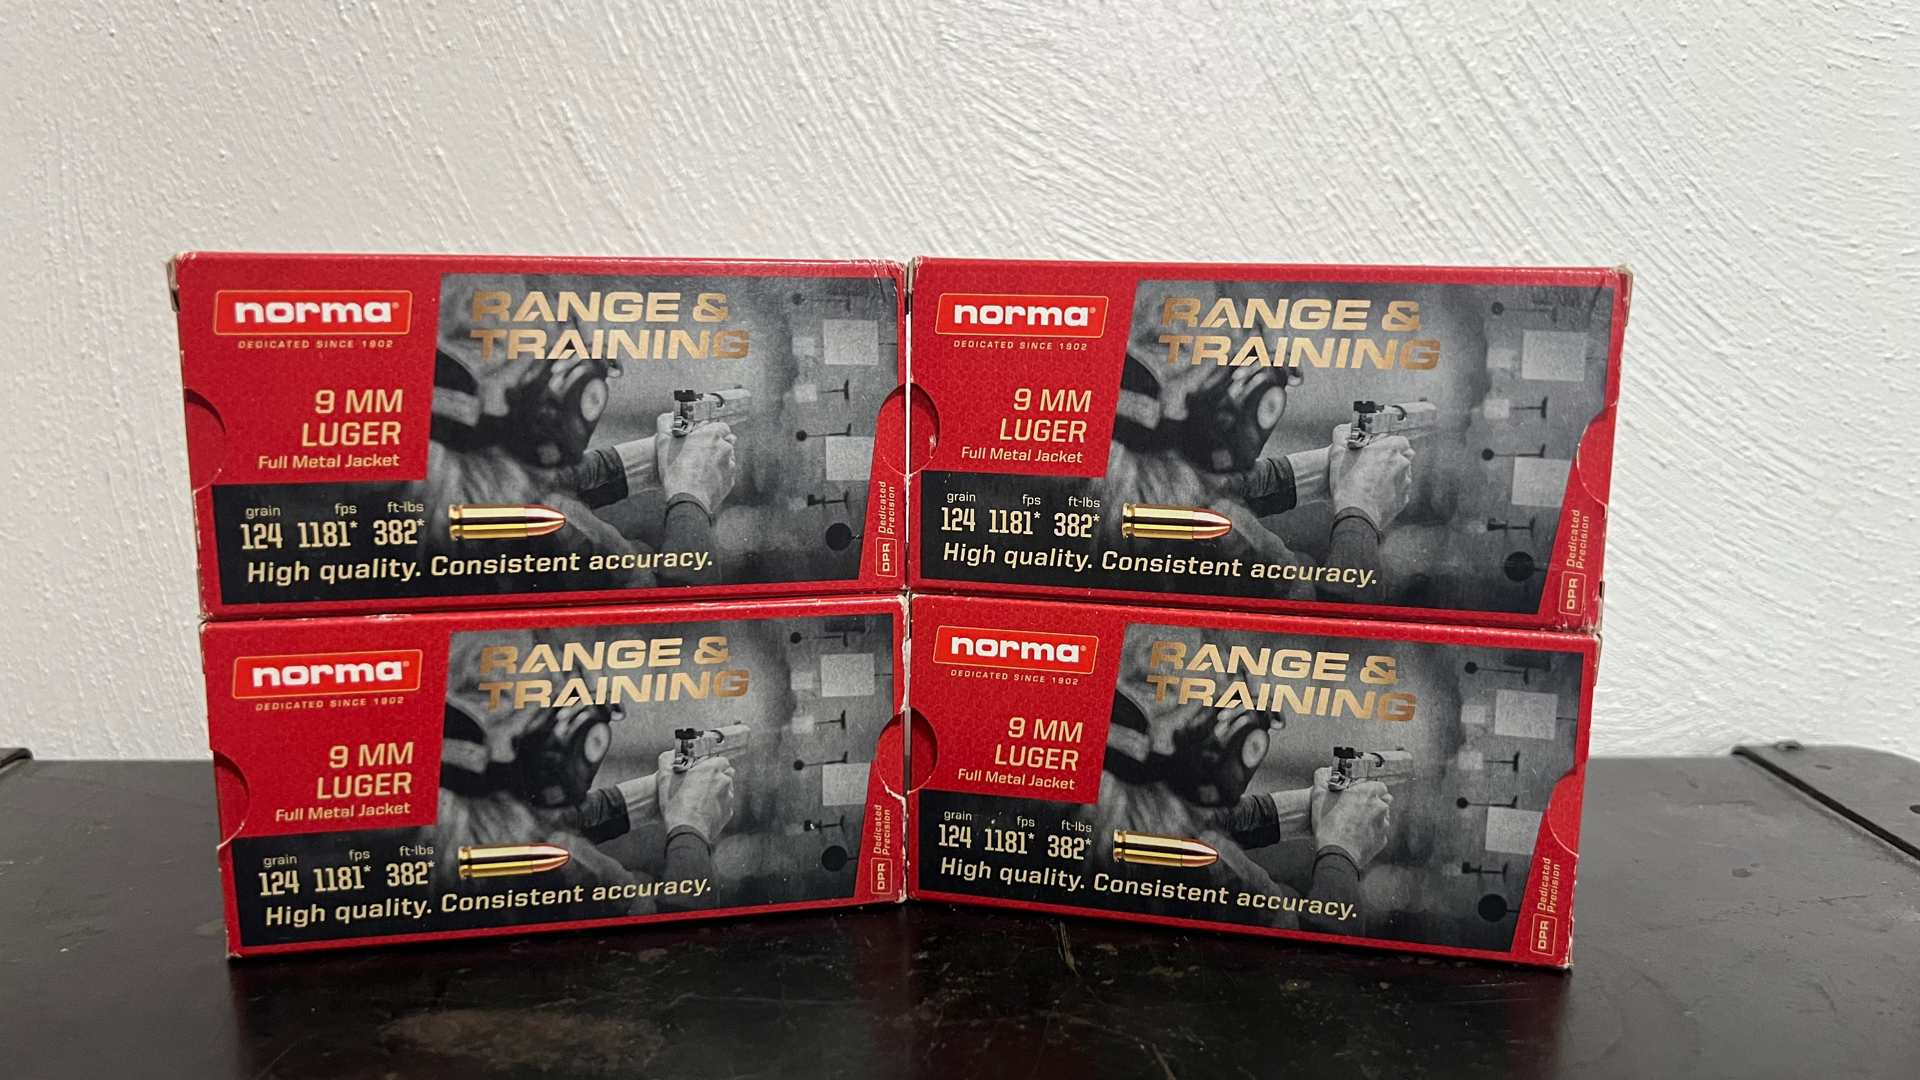 norma®
DEDICATED SINCE 1902
RANGE &
TRAINING
9 MM
LUGER
Full Metal Jacket
grain fps ft-lbs
124 1181* 382*
High quality. Consistent accuracy.
DPR Dedicated
Precision
norma®
DEDICATED SINCE 1902
RANGE &
TRAINING
9 MM
LUGER
Full Metal Jacket
grain fps ft-lbs
124 1181* 382*
High quality. Consistent accuracy.
DPR Dedicated
Precision
norma®
DEDICATED SINCE 1902
RANGE &
TRAINING
9 MM
LUGER
Full Metal Jacket
grain fps ft-lbs
124 1181* 382*
High quality. Consistent accuracy.
DPR Dedicated
Precision
norma®
DEDICATED SINCE 1902
RANGE &
TRAINING
9 MM
LUGER
Full Metal Jacket
grain fps ft-lbs
124 1181* 382*
High quality. Consistent accuracy.
DPR Dedicated
Precision